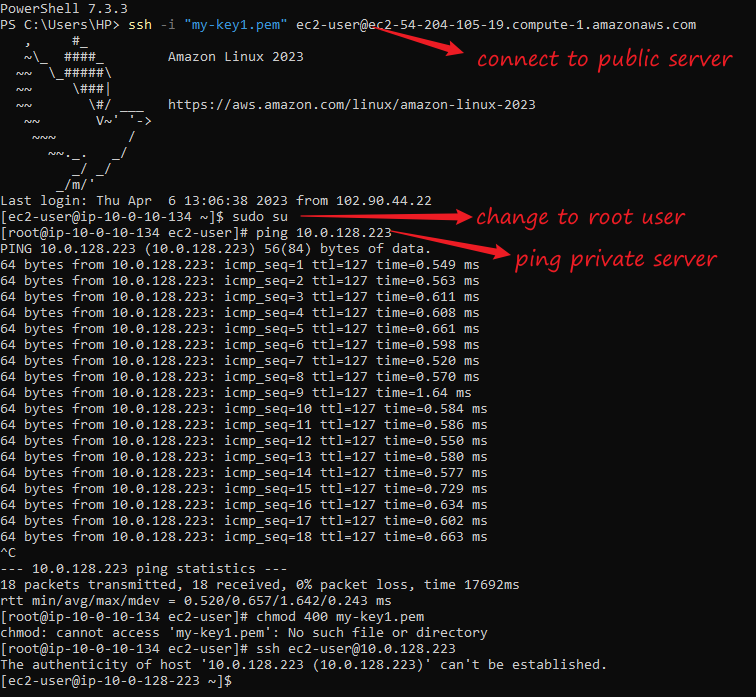 PowerShell 7.3.3
PS C:\Users\HP> ssh -i "my-key1.pem" ec2-user@ec2-54-204-105-19.compute-1.amazonaws.com
connect to public server
   ,     #_
   ~\_  ####_        Amazon Linux 2023
  ~~  \_#####\
  ~~     \###|
  ~~       \#/ ___   https://aws.amazon.com/linux/amazon-linux-2023
   ~~       V~' '->
    ~~~         /
      ~~._.   _/
         _/ _/
       _/m/'
Last login: Thu Apr  6 13:06:38 2023 from 102.90.44.22
[ec2-user@ip-10-0-10-134 ~]$ sudo su
change to root user
[root@ip-10-0-10-134 ec2-user]# ping 10.0.128.223
PING 10.0.128.223 (10.0.128.223) 56(84) bytes of data.
ping private server
64 bytes from 10.0.128.223: icmp_seq=1 ttl=127 time=0.549 ms
64 bytes from 10.0.128.223: icmp_seq=2 ttl=127 time=0.563 ms
64 bytes from 10.0.128.223: icmp_seq=3 ttl=127 time=0.611 ms
64 bytes from 10.0.128.223: icmp_seq=4 ttl=127 time=0.608 ms
64 bytes from 10.0.128.223: icmp_seq=5 ttl=127 time=0.661 ms
64 bytes from 10.0.128.223: icmp_seq=6 ttl=127 time=0.598 ms
64 bytes from 10.0.128.223: icmp_seq=7 ttl=127 time=0.520 ms
64 bytes from 10.0.128.223: icmp_seq=8 ttl=127 time=0.570 ms
64 bytes from 10.0.128.223: icmp_seq=9 ttl=127 time=1.64 ms
64 bytes from 10.0.128.223: icmp_seq=10 ttl=127 time=0.584 ms
64 bytes from 10.0.128.223: icmp_seq=11 ttl=127 time=0.586 ms
64 bytes from 10.0.128.223: icmp_seq=12 ttl=127 time=0.550 ms
64 bytes from 10.0.128.223: icmp_seq=13 ttl=127 time=0.580 ms
64 bytes from 10.0.128.223: icmp_seq=14 ttl=127 time=0.577 ms
64 bytes from 10.0.128.223: icmp_seq=15 ttl=127 time=0.729 ms
64 bytes from 10.0.128.223: icmp_seq=16 ttl=127 time=0.634 ms
64 bytes from 10.0.128.223: icmp_seq=17 ttl=127 time=0.602 ms
64 bytes from 10.0.128.223: icmp_seq=18 ttl=127 time=0.663 ms
^C
--- 10.0.128.223 ping statistics ---
18 packets transmitted, 18 received, 0% packet loss, time 17692ms
rtt min/avg/max/mdev = 0.520/0.657/1.642/0.243 ms
[root@ip-10-0-10-134 ec2-user]# chmod 400 my-key1.pem
chmod: cannot access 'my-key1.pem': No such file or directory
[root@ip-10-0-10-134 ec2-user]# ssh ec2-user@10.0.128.223
The authenticity of host '10.0.128.223 (10.0.128.223)' can't be established.
[ec2-user@ip-10-0-128-223 ~]$